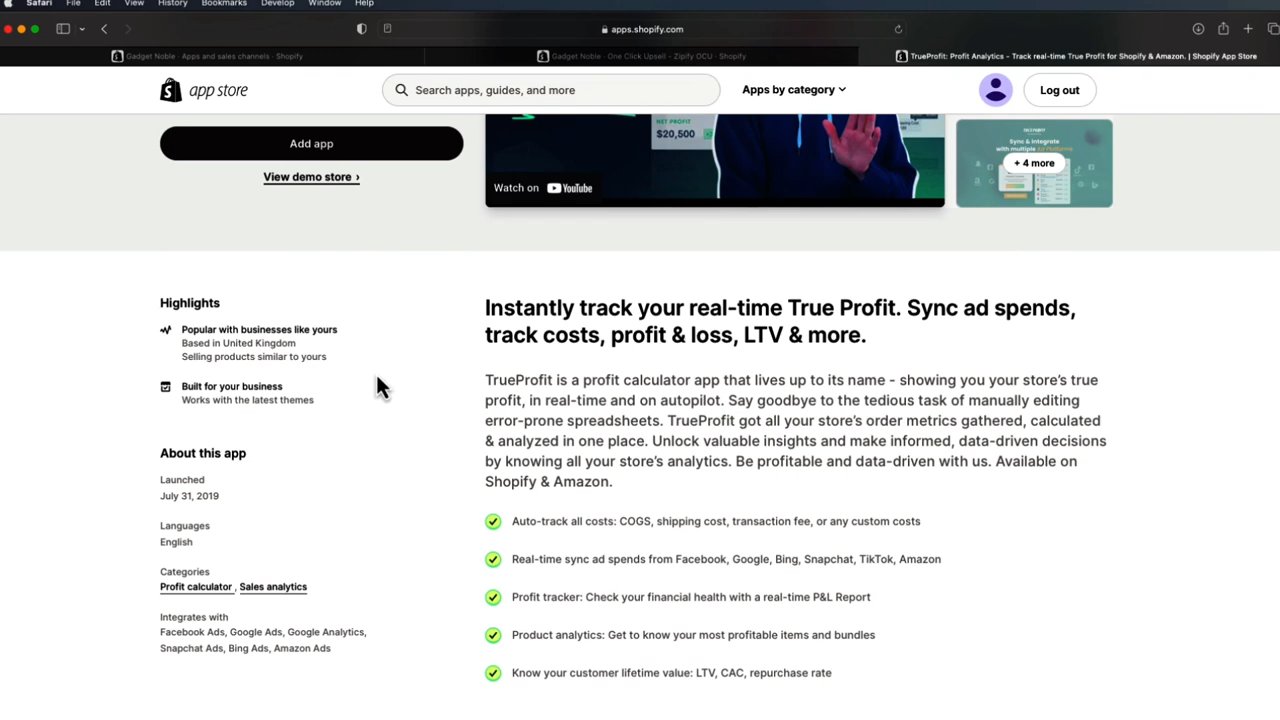 Safari File Edit View History Bookmarks Develop Window Help
apps.shopify.com
Gadget Noble · Apps and sales channels · Shopify
Gadget Noble · One Click Upsell – Zipify OCU · Shopify
TrueProfit: Profit Analytics - Track real-time True Profit for Shopify & Amazon. | Shopify App Store
app store
Search apps, guides, and more
Apps by category
Log out
Add app
View demo store ›
NET PROFIT
$20,500
Watch on YouTube
Sync & Integrate
with multiple Ad Platforms
+ 4 more
Highlights
Popular with businesses like yours
Based in United Kingdom
Selling products similar to yours
Built for your business
Works with the latest themes
About this app
Launched
July 31, 2019
Languages
English
Categories
Profit calculator , Sales analytics
Integrates with
Facebook Ads, Google Ads, Google Analytics,
Snapchat Ads, Bing Ads, Amazon Ads
Instantly track your real-time True Profit. Sync ad spends,
track costs, profit & loss, LTV & more.
TrueProfit is a profit calculator app that lives up to its name - showing you your store's true
profit, in real-time and on autopilot. Say goodbye to the tedious task of manually editing
error-prone spreadsheets. TrueProfit got all your store's order metrics gathered, calculated
& analyzed in one place. Unlock valuable insights and make informed, data-driven decisions
by knowing all your store's analytics. Be profitable and data-driven with us. Available on
Shopify & Amazon.
Auto-track all costs: COGS, shipping cost, transaction fee, or any custom costs
Real-time sync ad spends from Facebook, Google, Bing, Snapchat, TikTok, Amazon
Profit tracker: Check your financial health with a real-time P&L Report
Product analytics: Get to know your most profitable items and bundles
Know your customer lifetime value: LTV, CAC, repurchase rate